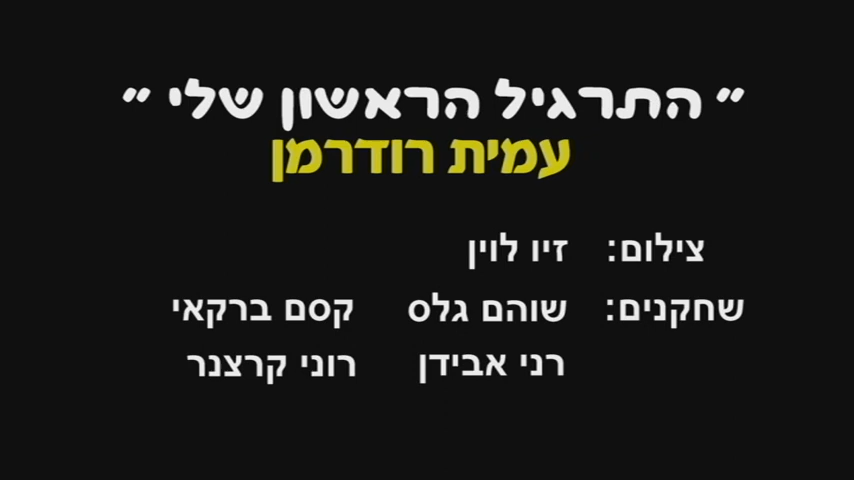 ״ התרגיל הראשון שלי ״
עמית רודרמן
צילום: זיו לוין
שחקנים: שוהם גלס קסם ברקאי
רני אבידן רוני קרצנר